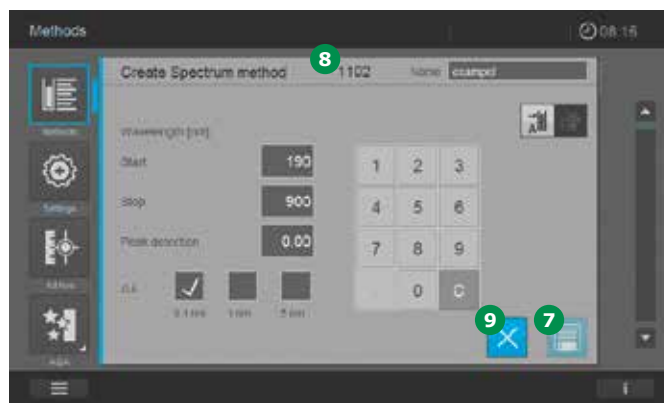 Methods
08:15
8
Create Spectrum method 1102 Name exampel
Methods
Wavelength [nm]
Start 190
1 2 3
Settings
Stop 900
4 5 6
Peak detection 0.00
7 8 9
0 C
0.1 nm 1 nm 5 nm
9 7
i